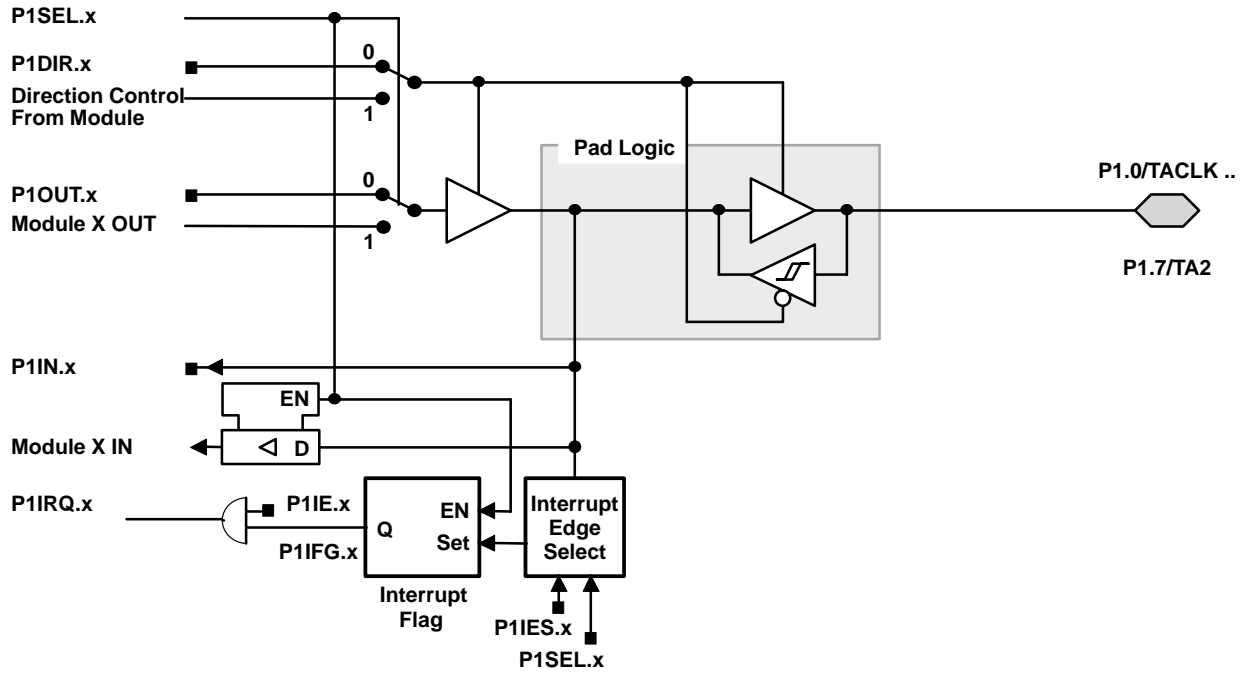 P1SEL.x
0
P1DIR.x
Direction Control
From Module
1
Pad Logic
P1.0/TACLK ..
0
P1OUT.x
Module X OUT
1
P1.7/TA2
P1IN.x
EN
Module X IN
D
P1IRQ.x
P1IE.x
EN
Q
Set
P1IFG.x
Interrupt
Edge
Select
Interrupt
Flag
P1IES.x
P1SEL.x